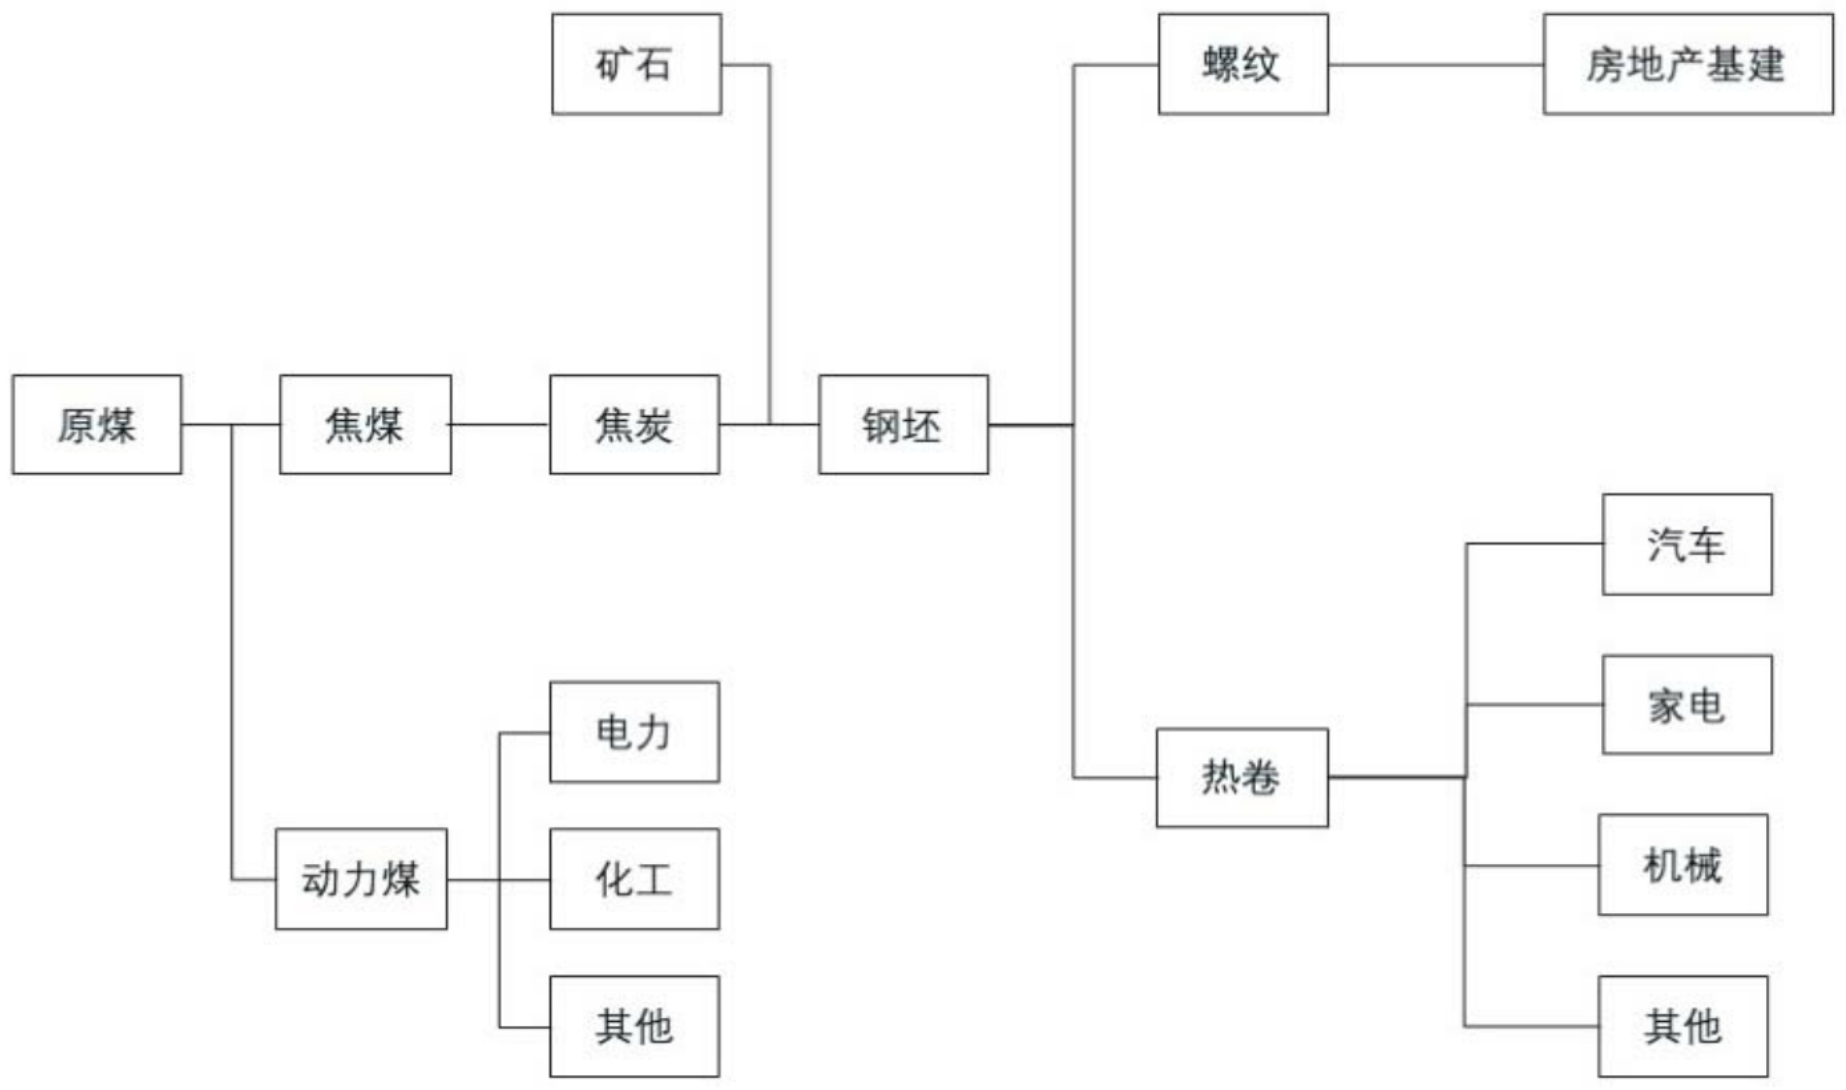 矿石
螺纹
房地产基建
原煤
焦煤
焦炭
钢坯
汽车
家电
电力
热卷
机械
动力煤
化工
其他
其他